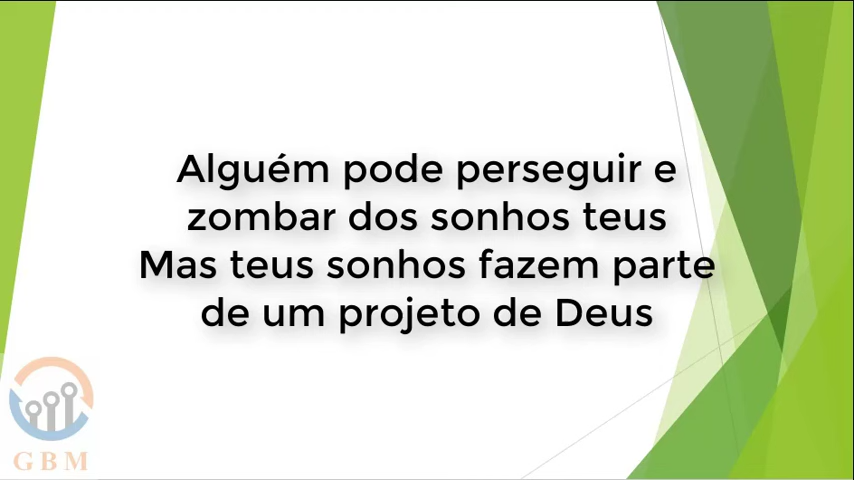 Alguém pode perseguir e
zombar dos sonhos teus
Mas teus sonhos fazem parte
de um projeto de Deus
GBM